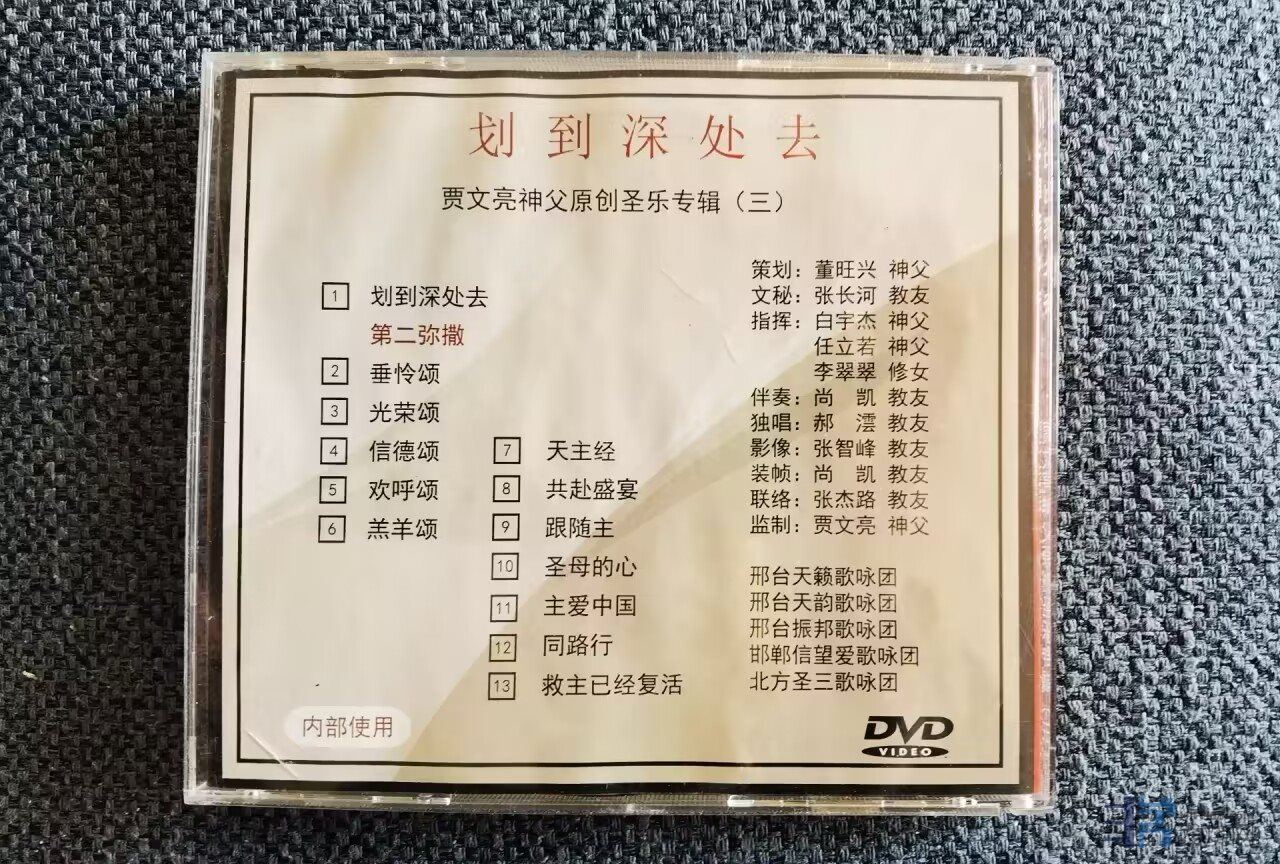 划到深处去
贾文亮神父原创圣乐专辑（三）
1 划到深处去
第二弥撒
2 垂怜颂
3 光荣颂
4 信德颂
5 欢呼颂
6 羔羊颂
7 天主经
8 共赴盛宴
9 跟随主
10 圣母的心
11 主爱中国
12 同路行
13 救主已经复活
策划：董旺兴 神父
文秘：张长河 教友
指挥：白宇杰 神父
任立若 神父
李翠翠 修女
伴奏：尚 凯 教友
独唱：郝 澐 教友
影像：张智峰 教友
装帧：尚 凯 教友
联络：张杰路 教友
监制：贾文亮 神父
邢台天籁歌咏团
邢台天韵歌咏团
邢台振邦歌咏团
邯郸信望爱歌咏团
北方圣三歌咏团
内部使用
DVD
VIDEO